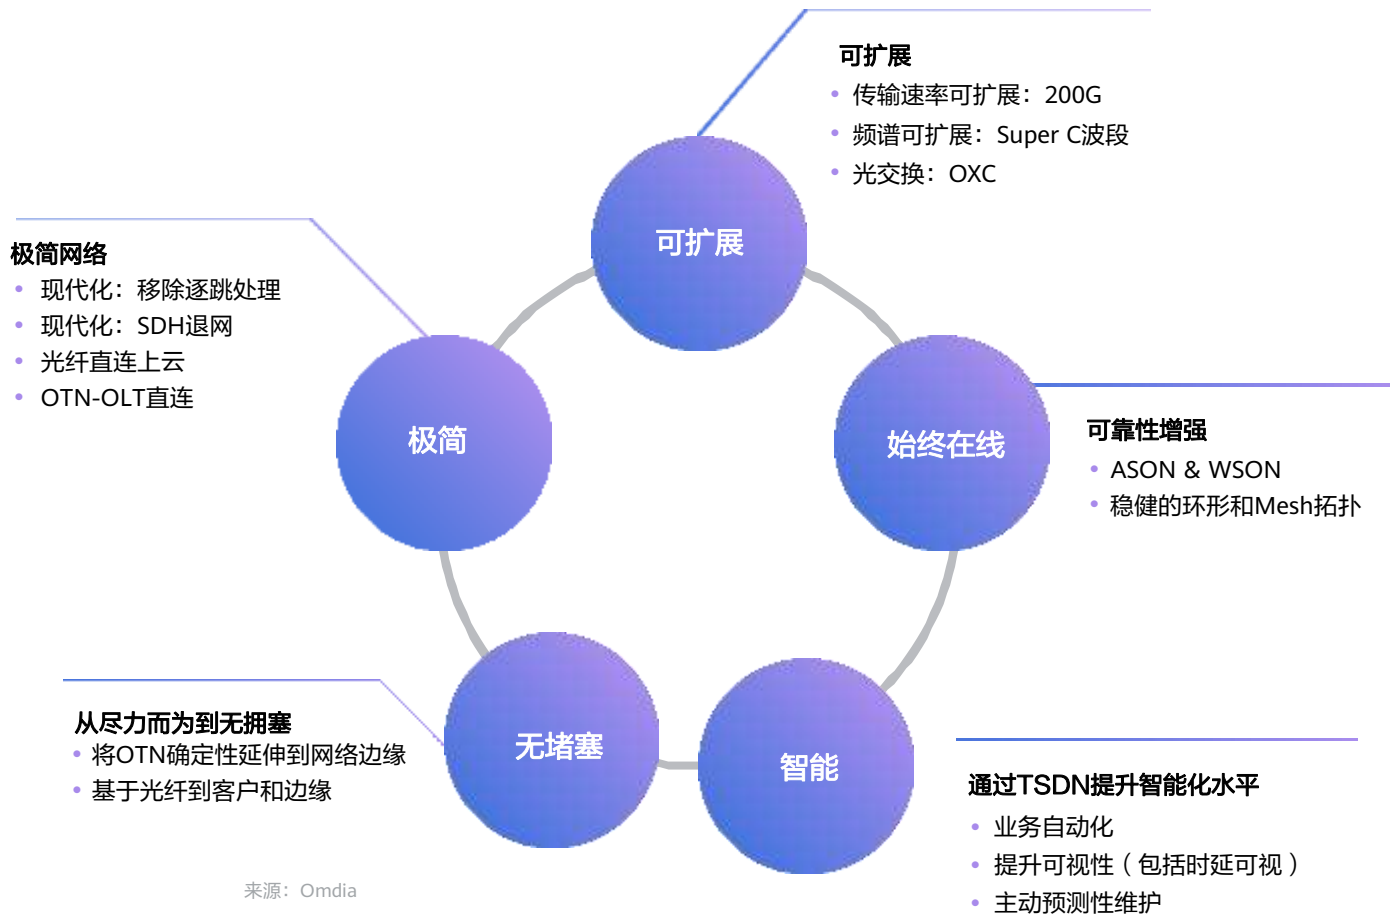 可扩展
• 传输速率可扩展：200G
• 频谱可扩展：Super C波段
• 光交换：OXC
可扩展
极简网络
• 现代化：移除逐跳处理
• 现代化：SDH退网
• 光纤直连上云
• OTN-OLT直连
极简
始终在线
可靠性增强
• ASON & WSON
• 稳健的环形和Mesh拓扑
从尽力而为到无拥塞
• 将OTN确定性延伸到网络边缘
• 基于光纤到客户和边缘
无堵塞
智能
通过TSDN提升智能化水平
• 业务自动化
• 提升可视性（包括时延可视）
• 主动预测性维护
来源：Omdia